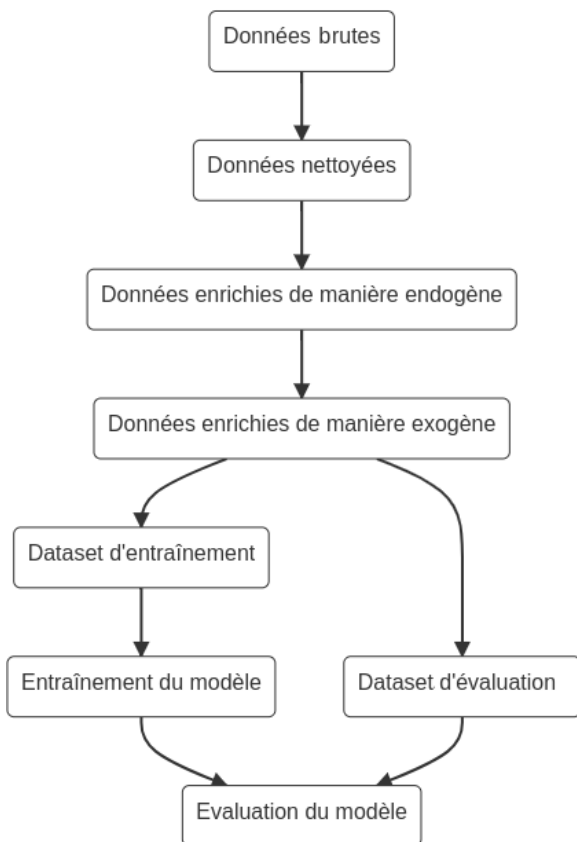 Données brutes
Données nettoyées
Données enrichies de manière endogène
Données enrichies de manière exogène
Dataset d'entraînement
Entraînement du modèle
Dataset d'évaluation
Evaluation du modèle